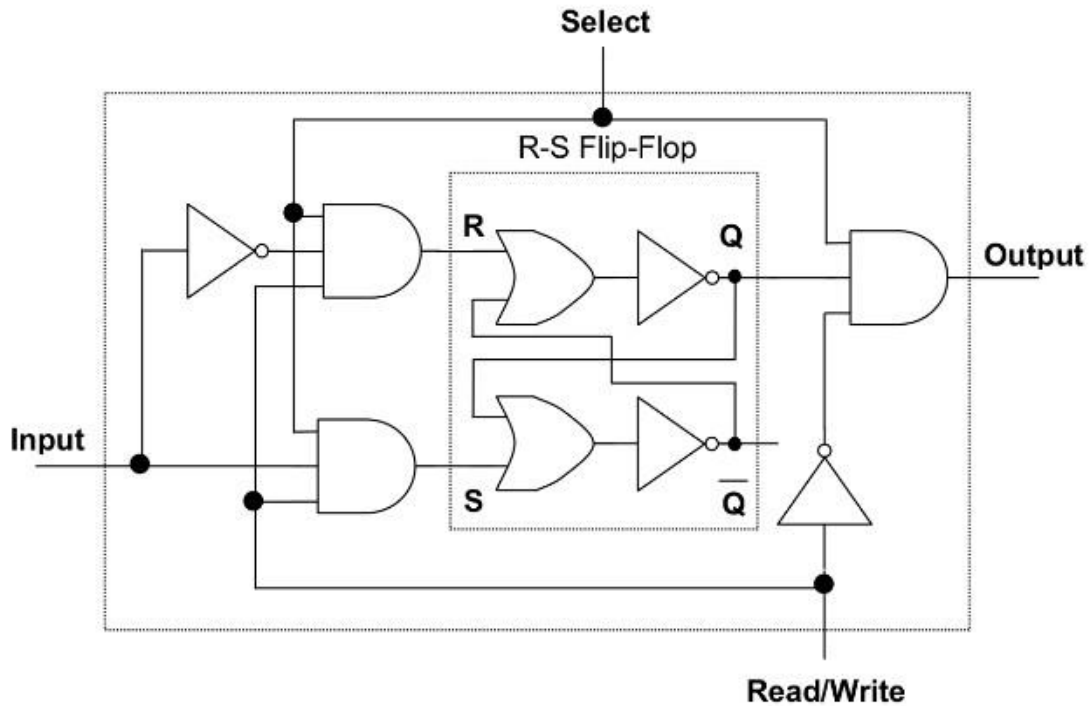 Select
R-S Flip-Flop
R
Q
Output
Input
S
Q̅
Read/Write